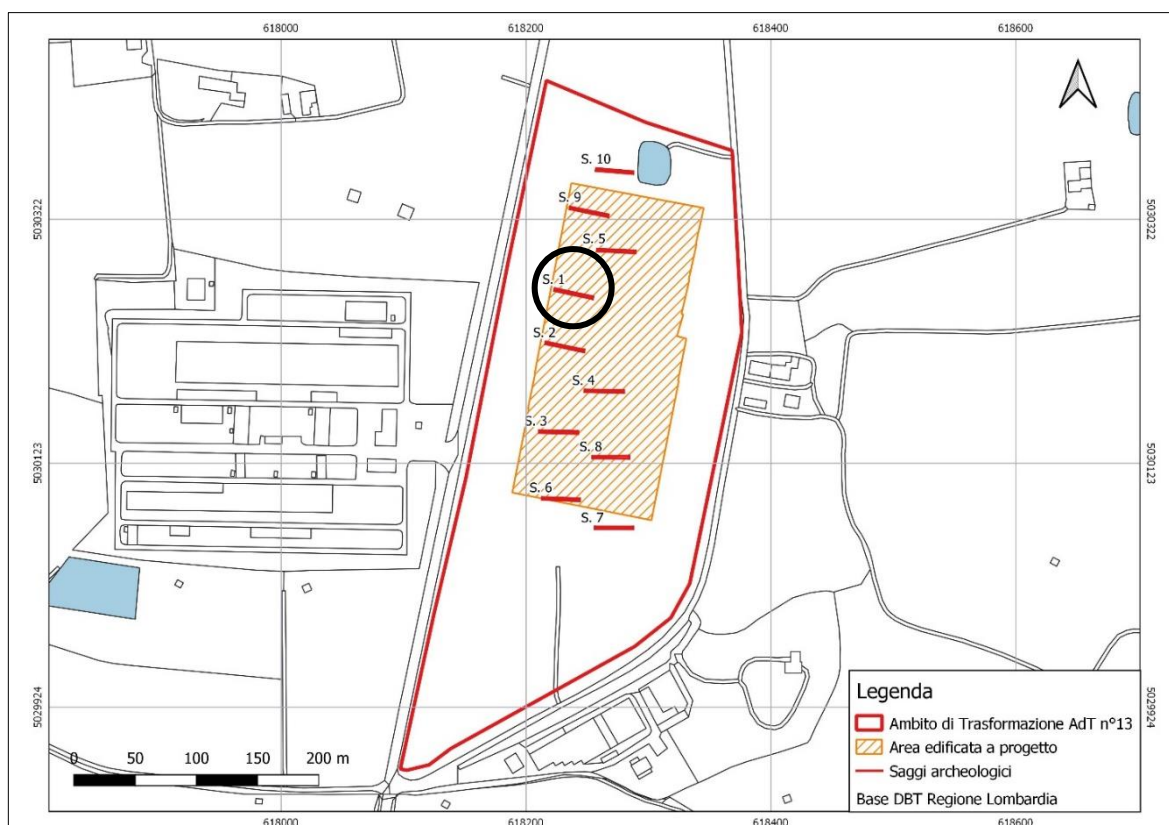 618000 618200 618400 618600
S. 10
5030322 5030322
S. 9
S. 5
S. 1
S. 2
S. 4
S. 3
5030123 5030123
S. 8
S. 6
S. 7
5029924 5029924
Legenda
Ambito di Trasformazione AdT n°13
Area edificata a progetto
Saggi archeologici
Base DBT Regione Lombardia
0 50 100 150 200 m
618000 618200 618400 618600